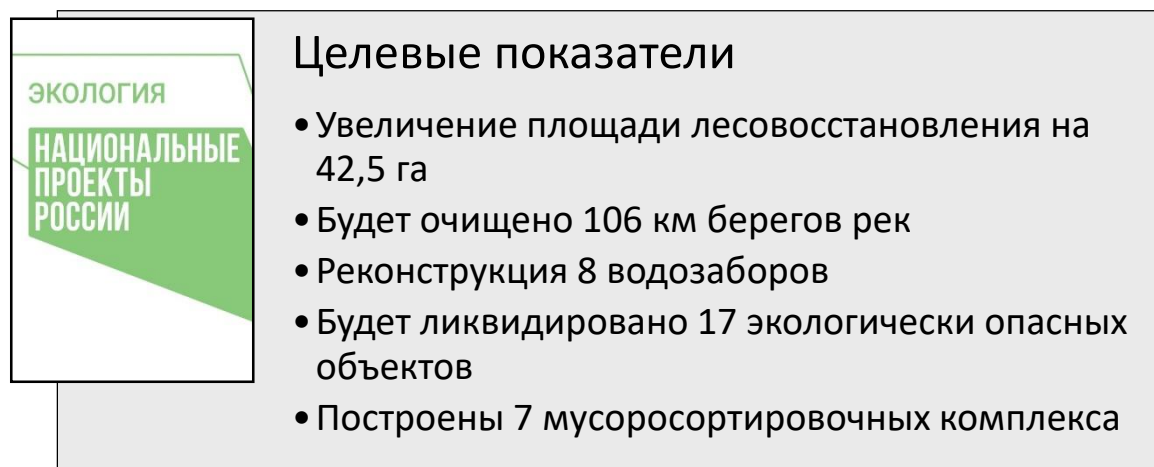 ЭКОЛОГИЯ
НАЦИОНАЛЬНЫЕ
ПРОЕКТЫ
РОССИИ
Целевые показатели
• Увеличение площади лесовосстановления на
42,5 га
• Будет очищено 106 км берегов рек
• Реконструкция 8 водозаборов
• Будет ликвидировано 17 экологически опасных
объектов
• Построены 7 мусоросортировочных комплекса